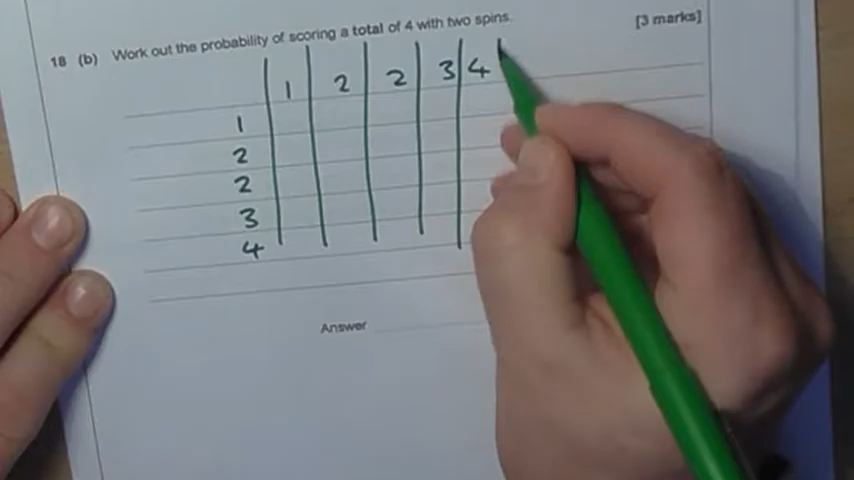 18 (b) Work out the probability of scoring a total of 4 with two spins.
[3 marks]
1 2 2 3 4
1
2
2
3
4
Answer